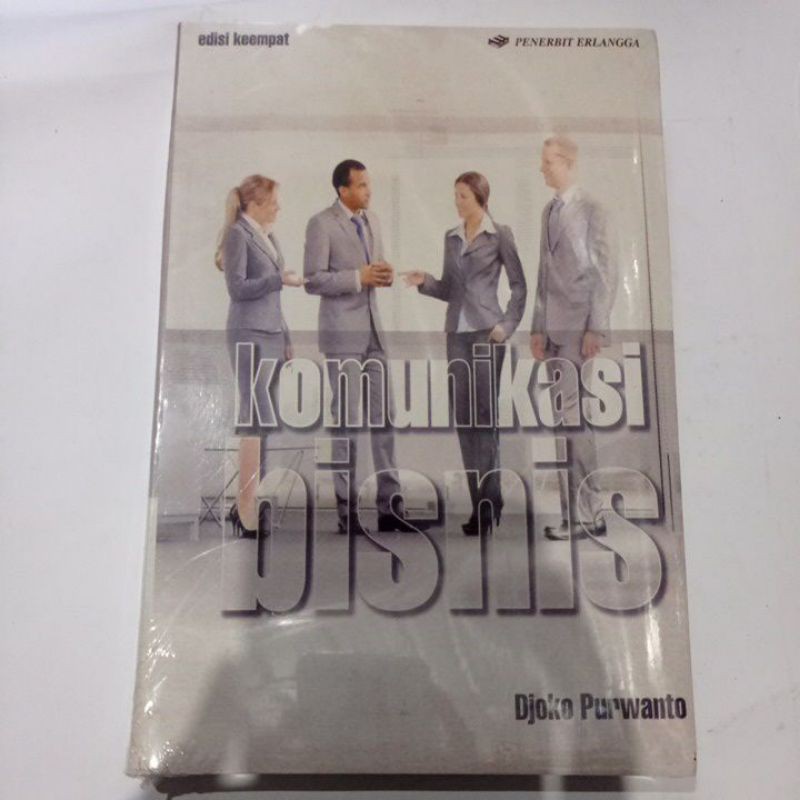 edisi keempat
PENERBIT ERLANGGA
komunikasi
bisnis
Djoko Purwanto